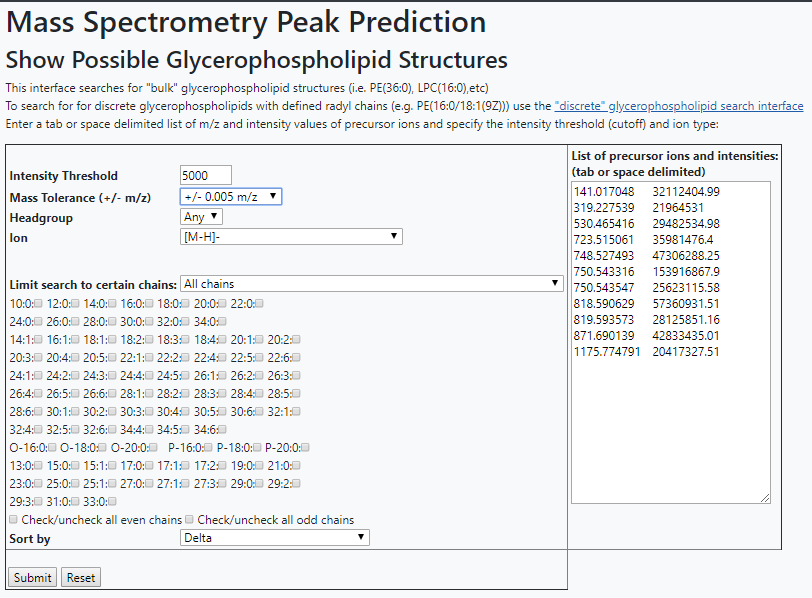 Mass Spectrometry Peak Prediction
Show Possible Glycerophospholipid Structures
This interface searches for "bulk" glycerophospholipid structures (i.e. PE(36:0), LPC(16:0),etc)
To search for for discrete glycerophospholipids with defined radyl chains (e.g. PE(16:0/18:1(9Z))) use the "discrete" glycerophospholipid search interface
Enter a tab or space delimited list of m/z and intensity values of precursor ions and specify the intensity threshold (cutoff) and ion type:
Intensity Threshold 5000
Mass Tolerance (+/- m/z) +/- 0.005 m/z
Headgroup Any
Ion [M-H]-
Limit search to certain chains: All chains
10:0: 12:0: 14:0: 16:0: 18:0: 20:0: 22:0:
24:0: 26:0: 28:0: 30:0: 32:0: 34:0:
14:1: 16:1: 18:1: 18:2: 18:3: 18:4: 20:1: 20:2:
20:3: 20:4: 20:5: 22:1: 22:2: 22:4: 22:5: 22:6:
24:1: 24:2: 24:3: 24:4: 24:5: 26:1: 26:2: 26:3:
26:4: 26:5: 26:6: 28:1: 28:2: 28:3: 28:4: 28:5:
28:6: 30:1: 30:2: 30:3: 30:4: 30:5: 30:6: 32:1:
32:4: 32:5: 32:6: 34:4: 34:5: 34:6:
O-16:0: O-18:0: O-20:0: P-16:0: P-18:0: P-20:0:
13:0: 15:0: 15:1: 17:0: 17:1: 17:2: 19:0: 21:0:
23:0: 25:0: 25:1: 27:0: 27:1: 27:3: 29:0: 29:2:
29:3: 31:0: 33:0:
Check/uncheck all even chains Check/uncheck all odd chains
Sort by Delta
Submit Reset
List of precursor ions and intensities:
(tab or space delimited)
141.017048 32112404.99
319.227539 21964531
530.465416 29482534.98
723.515061 35981476.4
748.527493 47306288.25
750.543316 153916867.9
750.543547 25623115.58
818.590629 57360931.51
819.593573 28125851.16
871.690139 42833435.01
1175.774791 20417327.51